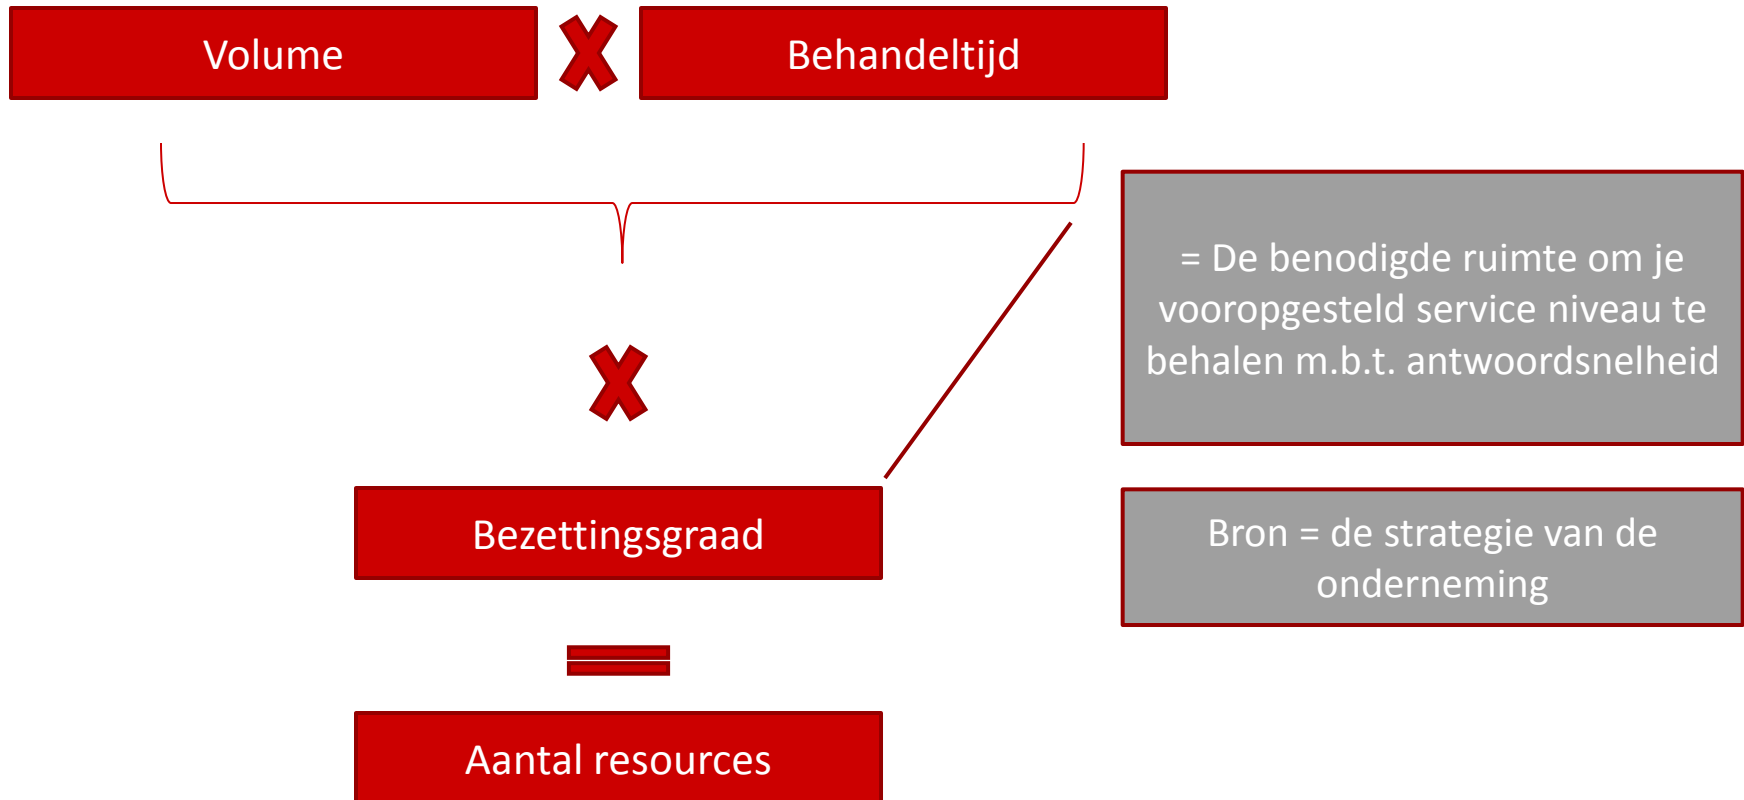 Volume
Behandeltijd
= De benodigde ruimte om je
vooropgesteld service niveau te
behalen m.b.t. antwoordsnelheid
Bezettingsgraad
Bron = de strategie van de
onderneming
Aantal resources